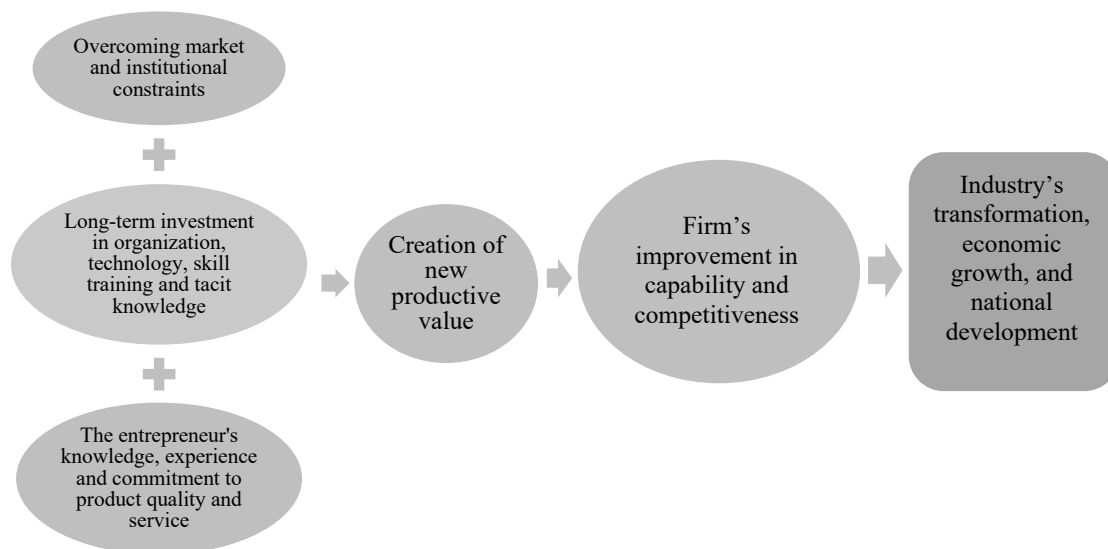 Overcoming market
and institutional
constraints
Long-term investment
in organization,
technology, skill
training and tacit
knowledge
The entrepreneur's
knowledge, experience
and commitment to
product quality and
service
Creation of
new
productive
value
Firm’s
improvement in
capability and
competitiveness
Industry’s
transformation,
economic
growth, and
national
development